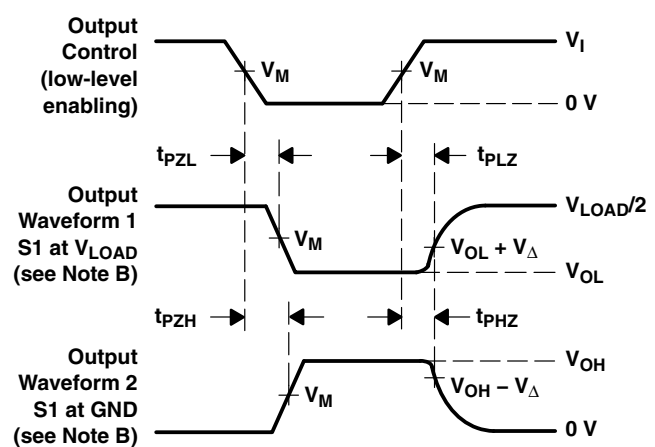 Output
Control
(low-level
enabling)
V_I
V_M
V_M
0 V
t_PZL
t_PLZ
Output
Waveform 1
S1 at V_LOAD
(see Note B)
V_LOAD/2
V_M
V_OL + V_Δ
V_OL
t_PZH
t_PHZ
Output
Waveform 2
S1 at GND
(see Note B)
V_OH
V_M
V_OH − V_Δ
0 V